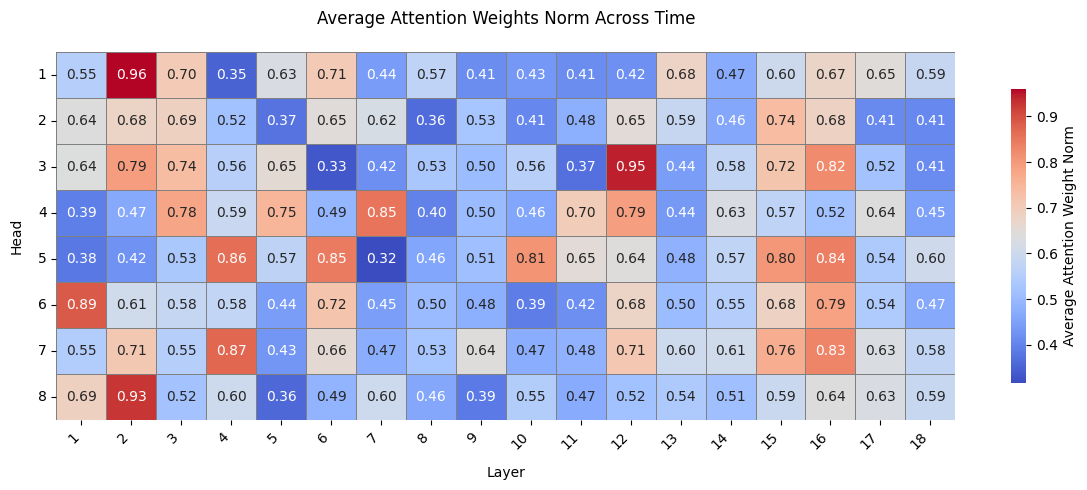 Average Attention Weights Norm Across Time
1 0.55 0.96 0.70 0.35 0.63 0.71 0.44 0.57 0.41 0.43 0.41 0.42 0.68 0.47 0.60 0.67 0.65 0.59
2 0.64 0.68 0.69 0.52 0.37 0.65 0.62 0.36 0.53 0.41 0.48 0.65 0.59 0.46 0.74 0.68 0.41 0.41
3 0.64 0.79 0.74 0.56 0.65 0.33 0.42 0.53 0.50 0.56 0.37 0.95 0.44 0.58 0.72 0.82 0.52 0.41
4 0.39 0.47 0.78 0.59 0.75 0.49 0.85 0.40 0.50 0.46 0.70 0.79 0.44 0.63 0.57 0.52 0.64 0.45
5 0.38 0.42 0.53 0.86 0.57 0.85 0.32 0.46 0.51 0.81 0.65 0.64 0.48 0.57 0.80 0.84 0.54 0.60
6 0.89 0.61 0.58 0.58 0.44 0.72 0.45 0.50 0.48 0.39 0.42 0.68 0.50 0.55 0.68 0.79 0.54 0.47
7 0.55 0.71 0.55 0.87 0.43 0.66 0.47 0.53 0.64 0.47 0.48 0.71 0.60 0.61 0.76 0.83 0.63 0.58
8 0.69 0.93 0.52 0.60 0.36 0.49 0.60 0.46 0.39 0.55 0.47 0.52 0.54 0.51 0.59 0.64 0.63 0.59
1 2 3 4 5 6 7 8 9 10 11 12 13 14 15 16 17 18
Layer
Head
0.9
0.8
0.7
0.6
0.5
0.4
Average Attention Weight Norm